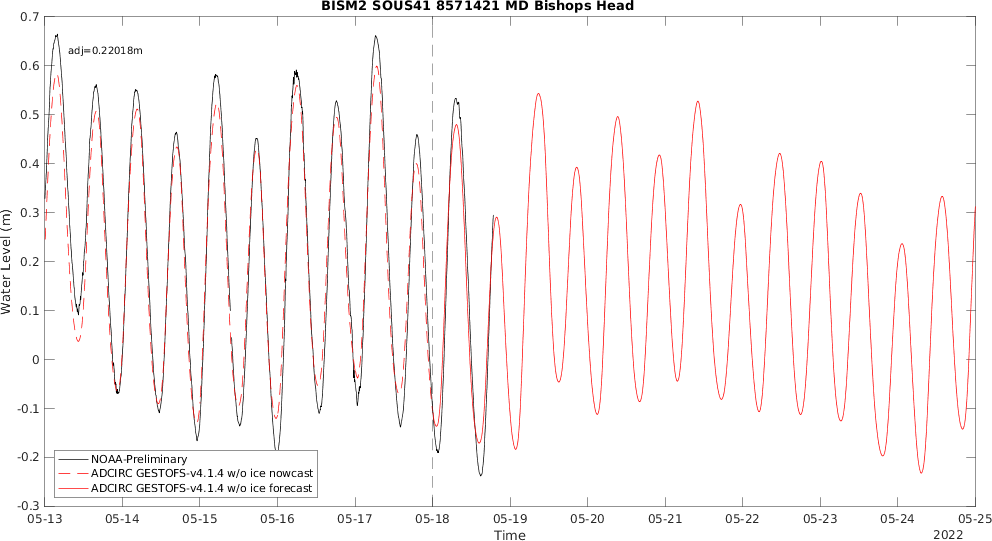 BISM2 SOUS41 8571421 MD Bishops Head
0.7
0.6
0.5
0.4
0.3
0.2
0.1
0
-0.1
-0.2
-0.3
Water Level (m)
adj=0.22018m
NOAA-Preliminary
ADCIRC GESTOFS-v4.1.4 w/o ice nowcast
ADCIRC GESTOFS-v4.1.4 w/o ice forecast
05-13 05-14 05-15 05-16 05-17 05-18 05-19 05-20 05-21 05-22 05-23 05-24 05-25
Time
2022